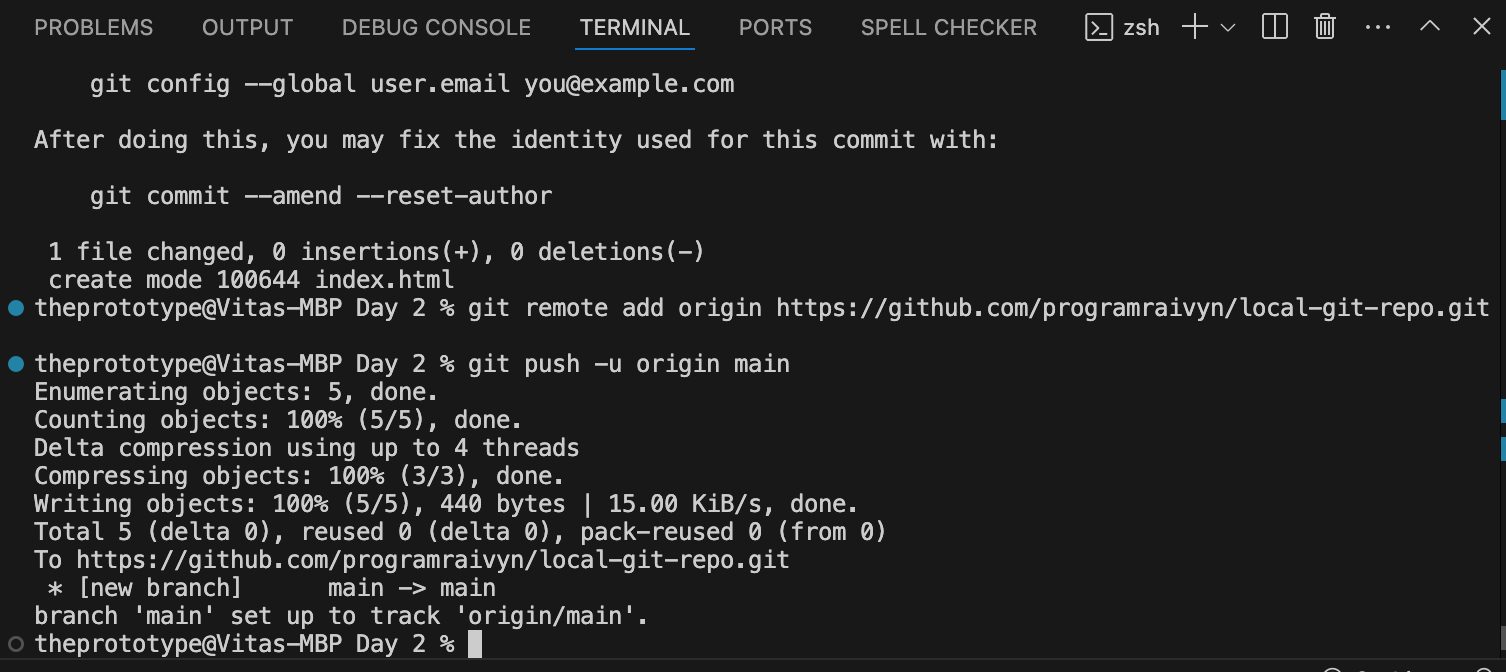 PROBLEMS OUTPUT DEBUG CONSOLE TERMINAL PORTS SPELL CHECKER zsh
git config --global user.email you@example.com
After doing this, you may fix the identity used for this commit with:
git commit --amend --reset-author
1 file changed, 0 insertions(+), 0 deletions(-)
create mode 100644 index.html
theprototype@Vitas-MBP Day 2 % git remote add origin https://github.com/programraivyn/local-git-repo.git
theprototype@Vitas-MBP Day 2 % git push -u origin main
Enumerating objects: 5, done.
Counting objects: 100% (5/5), done.
Delta compression using up to 4 threads
Compressing objects: 100% (3/3), done.
Writing objects: 100% (5/5), 440 bytes | 15.00 KiB/s, done.
Total 5 (delta 0), reused 0 (delta 0), pack-reused 0 (from 0)
To https://github.com/programraivyn/local-git-repo.git
* [new branch]      main -> main
branch 'main' set up to track 'origin/main'.
theprototype@Vitas-MBP Day 2 %